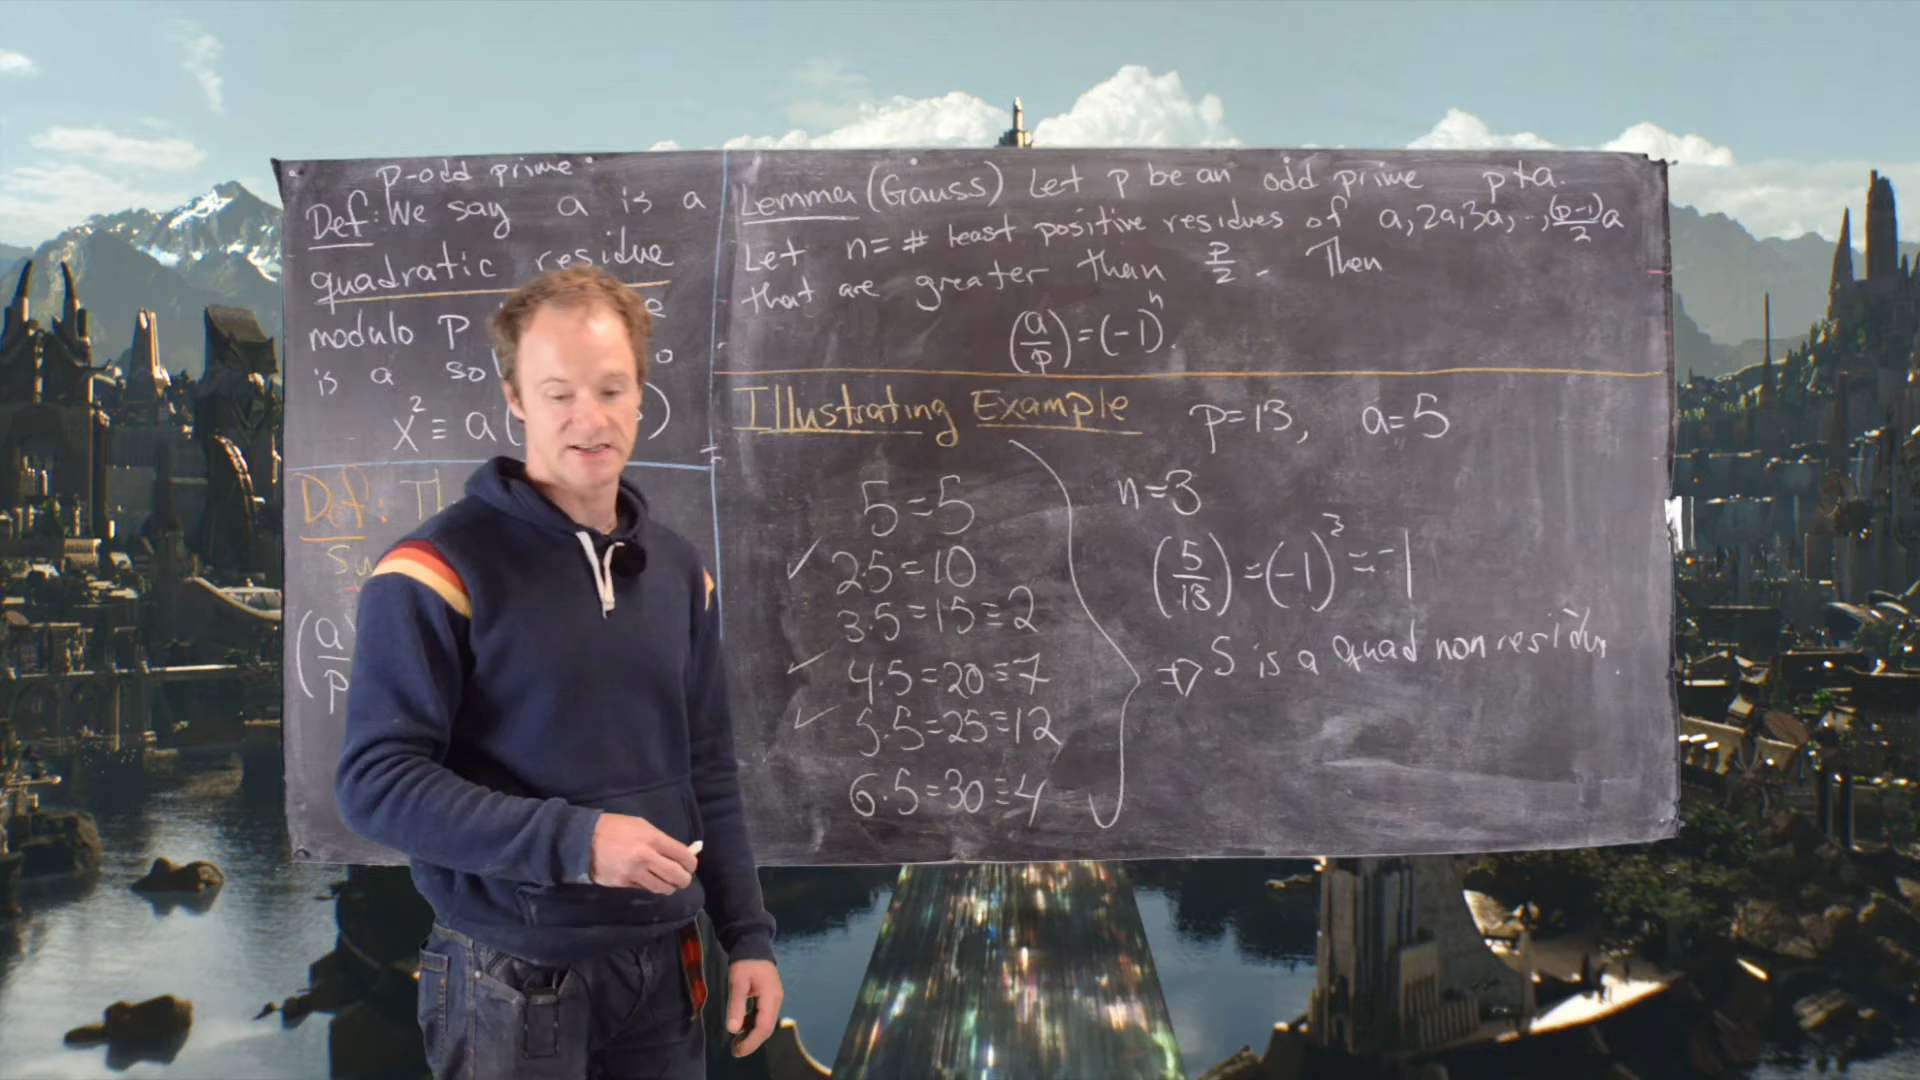 p-odd prime
Def: We say a is a
quadratic residue
modulo p
is a
x² ≡ a (
Def:
(a
p
Lemma (Gauss) Let p be an odd prime p∤a.
Let n = # least positive residues of a, 2a, 3a, ..., (p-1)/2 a
that are greater than p/2. Then
(a/p) = (-1)ⁿ.
Illustrating Example p=13, a=5
5=5
✓ 2·5=10
3·5=15≡2
✓ 4·5=20≡7
✓ 5·5=25≡12
6·5=30≡4
n=3
(5/13) = (-1)³ = -1
⇒ 5 is a quad non residue.